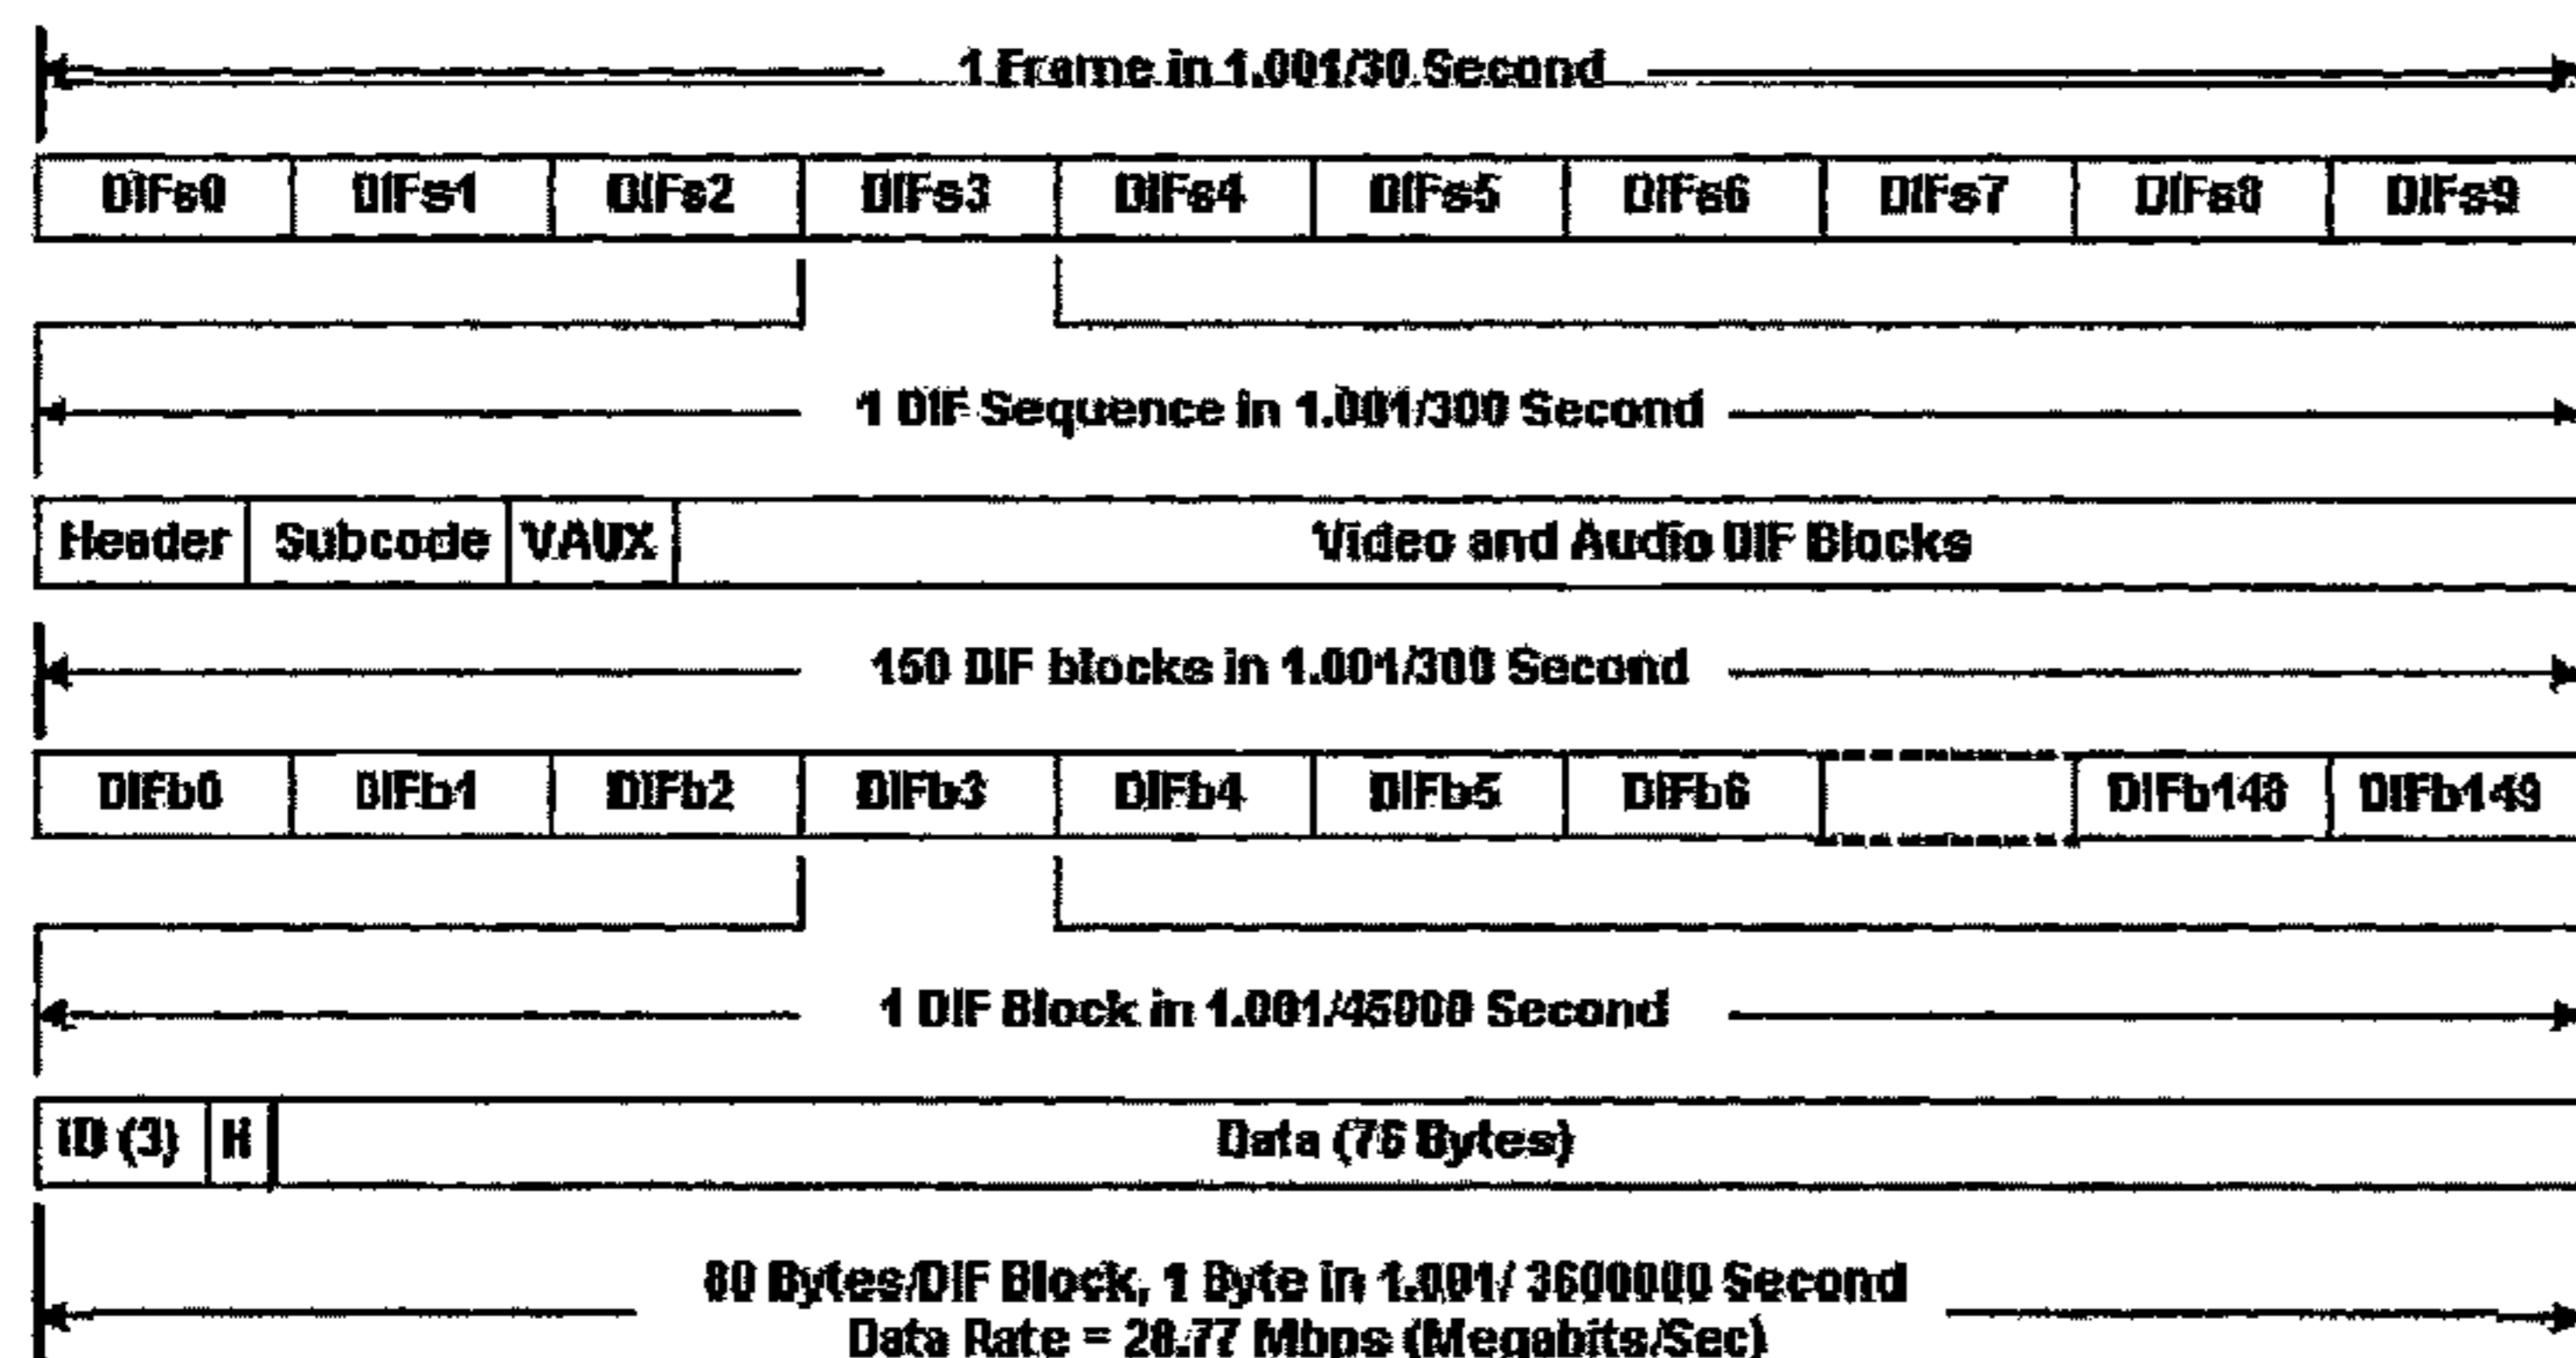 1 Frame in 1.001/30 Second
DIFs0 DIFs1 DIFs2 DIFs3 DIFs4 DIFs5 DIFs6 DIFs7 DIFs8 DIFs9
1 DIF Sequence in 1.001/300 Second
Header Subcode VAUX Video and Audio DIF Blocks
150 DIF blocks in 1.001/300 Second
DIFb0 DIFb1 DIFb2 DIFb3 DIFb4 DIFb5 DIFb6 DIFb148 DIFb149
1 DIF Block in 1.001/45000 Second
ID (3) H Data (76 Bytes)
80 Bytes/DIF Block, 1 Byte in 1.001/ 3600000 Second
Data Rate = 28.77 Mbps (Megabits/Sec)